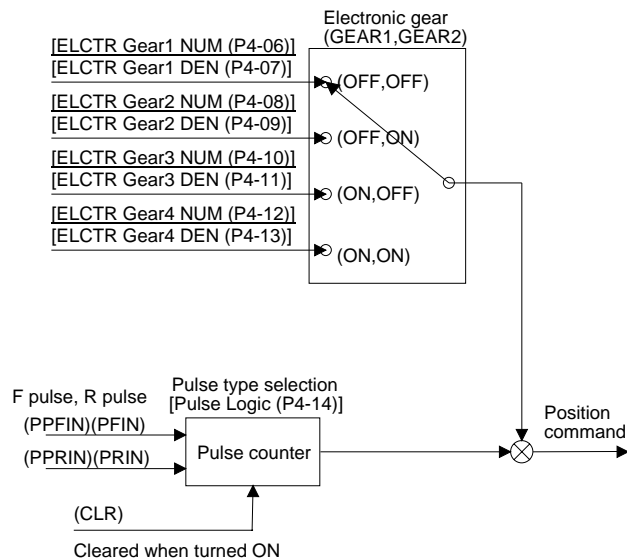 Electronic gear
(GEAR1,GEAR2)
[ELCTR Gear1 NUM (P4-06)]
[ELCTR Gear1 DEN (P4-07)]
(OFF,OFF)
[ELCTR Gear2 NUM (P4-08)]
[ELCTR Gear2 DEN (P4-09)]
(OFF,ON)
[ELCTR Gear3 NUM (P4-10)]
[ELCTR Gear3 DEN (P4-11)]
(ON,OFF)
[ELCTR Gear4 NUM (P4-12)]
[ELCTR Gear4 DEN (P4-13)]
(ON,ON)
F pulse, R pulse
Pulse type selection
[Pulse Logic (P4-14)]
(PPFIN)(PFIN)
(PPRIN)(PRIN)
Pulse counter
Position
command
(CLR)
Cleared when turned ON